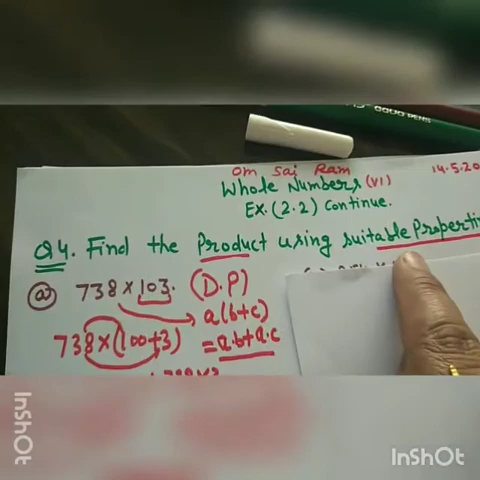 Om Sai Ram
14.5.20
Whole Numbers (VI)
Ex. (2.2) Continue.
Q4. Find the Product using suitable Properti
(a) 738 × 103. (D.P)
a(b+c)
738 × (100+3)
= a.b+a.c
InShOt
InShOt